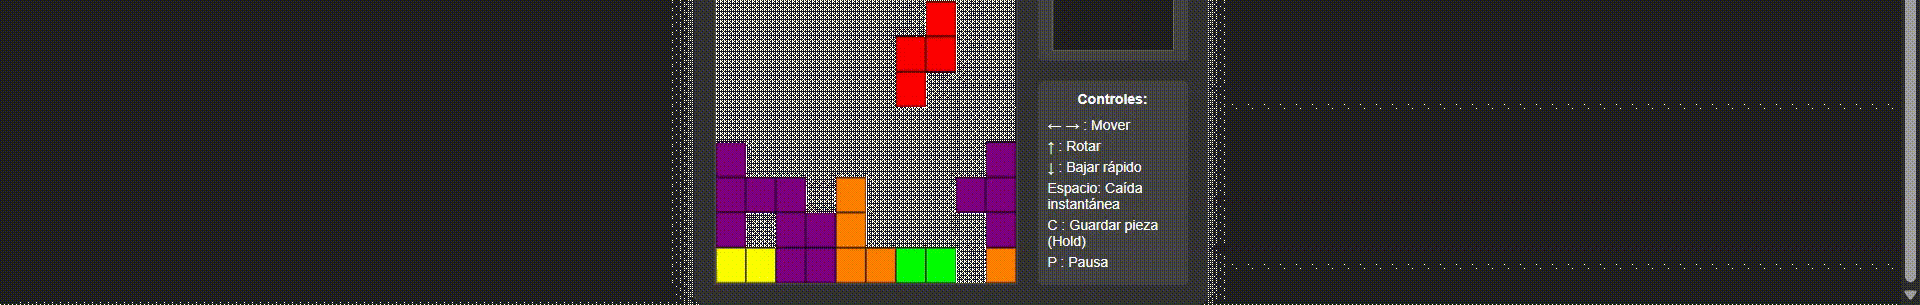 Controles:
←→ : Mover
↑ : Rotar
↓ : Bajar rápido
Espacio: Caída
instantánea
C : Guardar pieza
(Hold)
P : Pausa